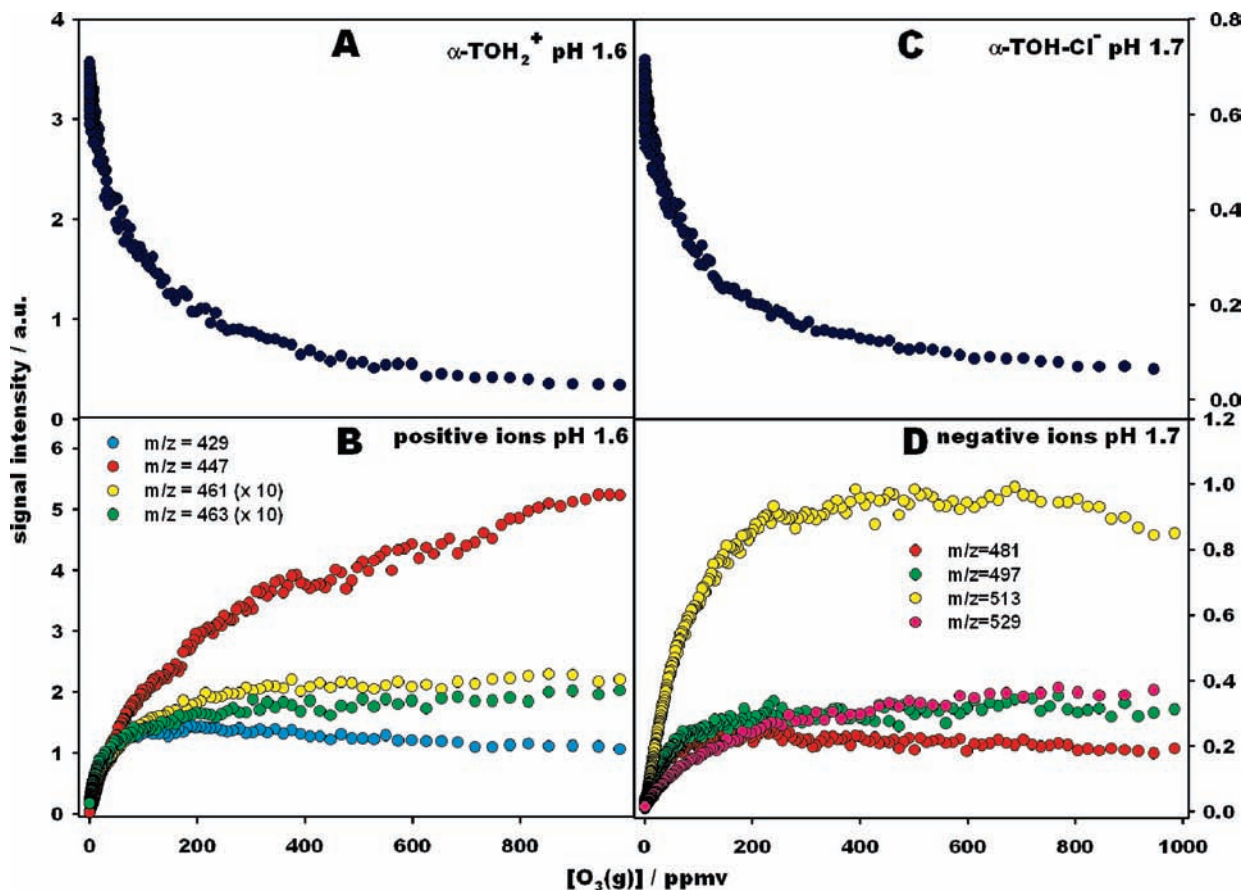 4
3
2
1
0
A
α-TOH₂⁺ pH 1.6
C
α-TOH-Cl⁻ pH 1.7
0.8
0.6
0.4
0.2
0.0
signal intensity / a.u.
6
5
4
3
2
1
0
m/z = 429
m/z = 447
m/z = 461 (x 10)
m/z = 463 (x 10)
B
positive ions pH 1.6
D
negative ions pH 1.7
m/z=481
m/z=497
m/z=513
m/z=529
1.2
1.0
0.8
0.6
0.4
0.2
0.0
0 200 400 600 800
0 200 400 600 800 1000
[O₃(g)] / ppmv